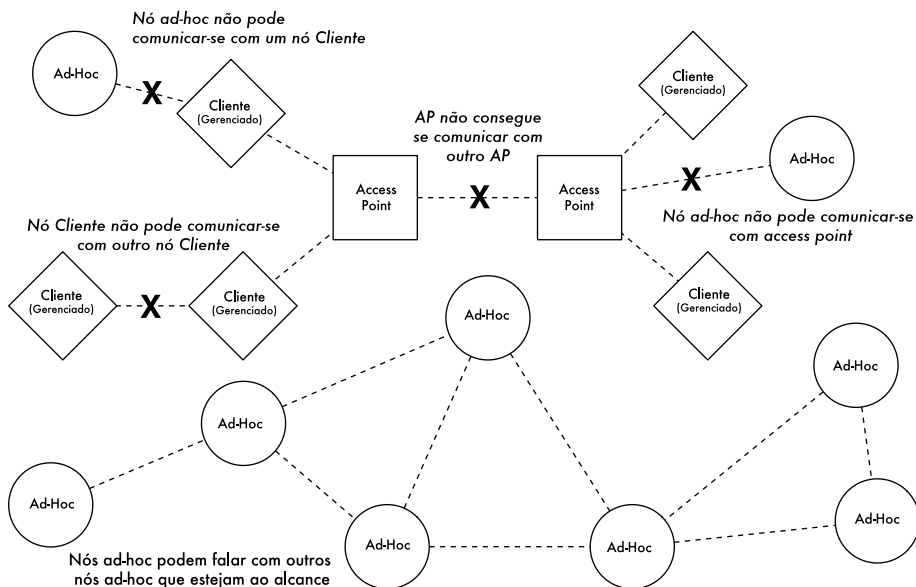 Nó ad-hoc não pode
comunicar-se com um nó Cliente
Ad-Hoc
X
Cliente
(Gerenciado)
Cliente
(Gerenciado)
AP não consegue
se comunicar com
outro AP
Ad-Hoc
Access
Point
X
Access
Point
X
Nó ad-hoc não pode comunicar-se
com access point
Nó Cliente não pode comunicar-se
com outro nó Cliente
Cliente
(Gerenciado)
X
Cliente
(Gerenciado)
Cliente
(Gerenciado)
Ad-Hoc
Ad-Hoc
Ad-Hoc
Ad-Hoc
Ad-Hoc
Ad-Hoc
Ad-Hoc
Nós ad-hoc podem falar com outros
nós ad-hoc que estejam ao alcance